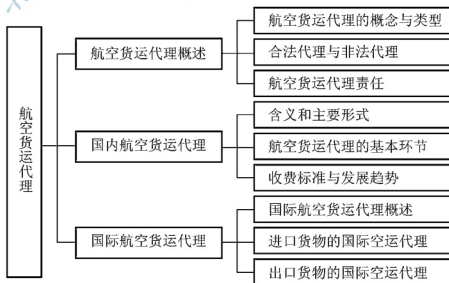 航空货运代理
航空货运代理概述
航空货运代理的概念与类型
合法代理与非法代理
航空货运代理责任
国内航空货运代理
含义和主要形式
航空货运代理的基本环节
收费标准与发展趋势
国际航空货运代理
国际航空货运代理概述
进口货物的国际空运代理
出口货物的国际空运代理